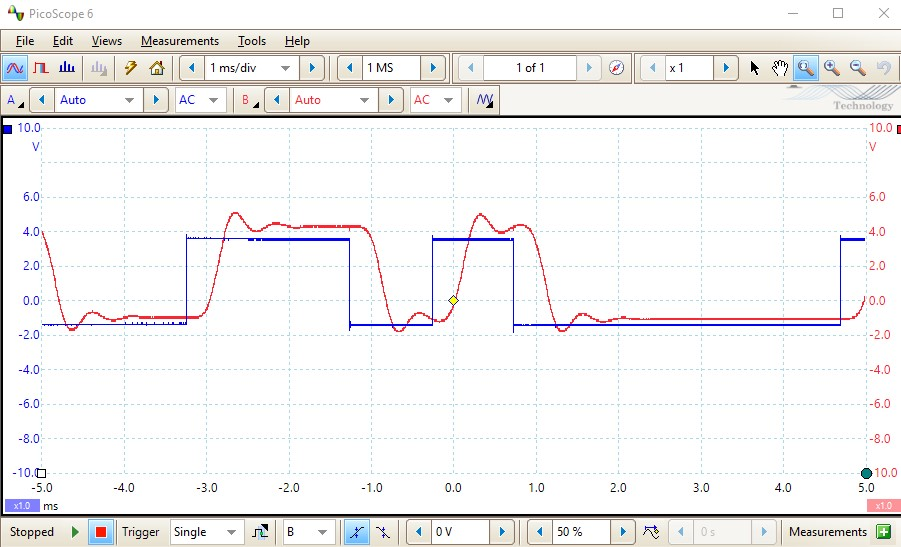 PicoScope 6
File Edit Views Measurements Tools Help
1 ms/div 1 MS 1 of 1 x 1
A Auto AC B Auto AC
Technology
10.0 10.0
V V
6.0 6.0
4.0 4.0
2.0 2.0
0.0 0.0
-2.0 -2.0
-4.0 -4.0
-6.0 -6.0
-8.0 -8.0
-10.0 -10.0
-5.0 -4.0 -3.0 -2.0 -1.0 0.0 1.0 2.0 3.0 4.0 5.0
x1.0 ms x1.0
Stopped Trigger Single B 0 V 50 % 0 s Measurements